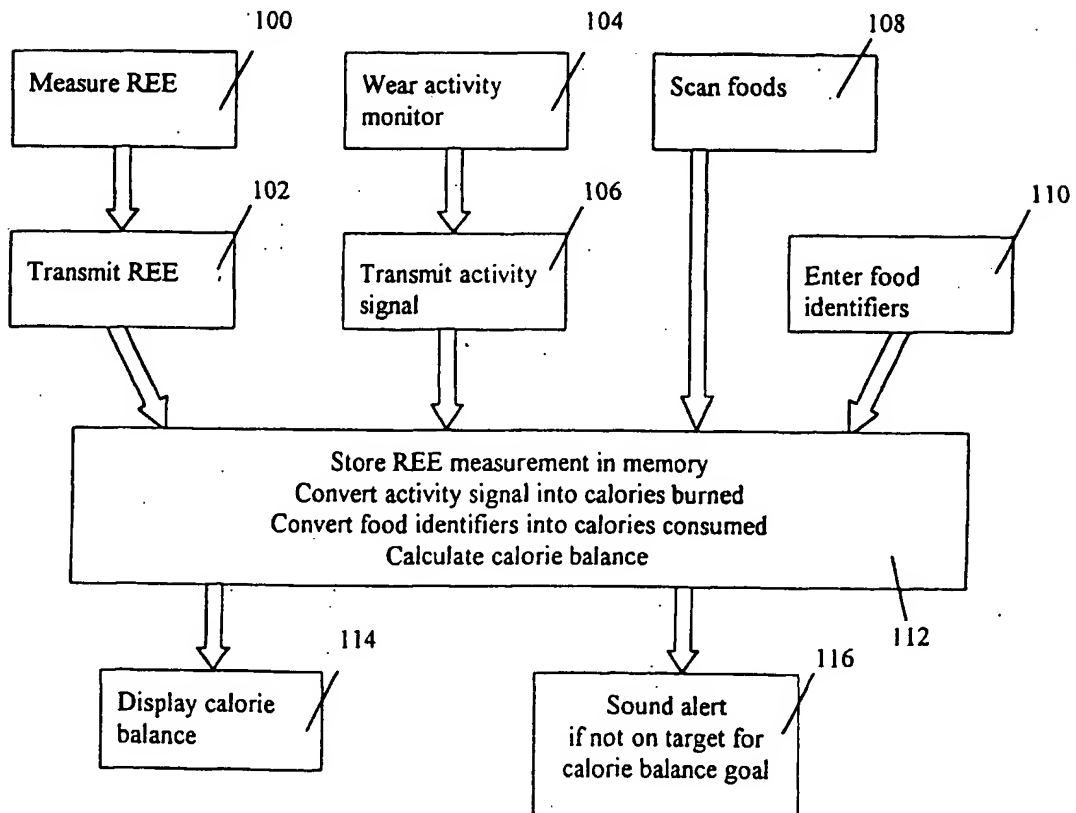 100
104
108
Measure REE
Wear activity
monitor
Scan foods
102
106
110
Transmit REE
Transmit activity
signal
Enter food
identifiers
Store REE measurement in memory
Convert activity signal into calories burned
Convert food identifiers into calories consumed
Calculate calorie balance
112
114
116
Display calorie
balance
Sound alert
if not on target for
calorie balance goal